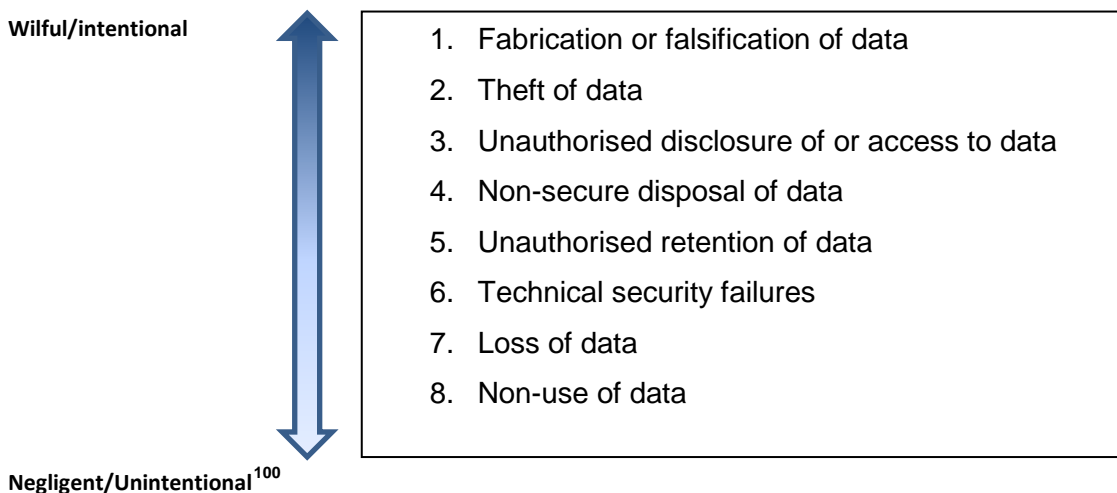 Wilful/intentional
1. Fabrication or falsification of data
2. Theft of data
3. Unauthorised disclosure of or access to data
4. Non-secure disposal of data
5. Unauthorised retention of data
6. Technical security failures
7. Loss of data
8. Non-use of data
Negligent/Unintentional100